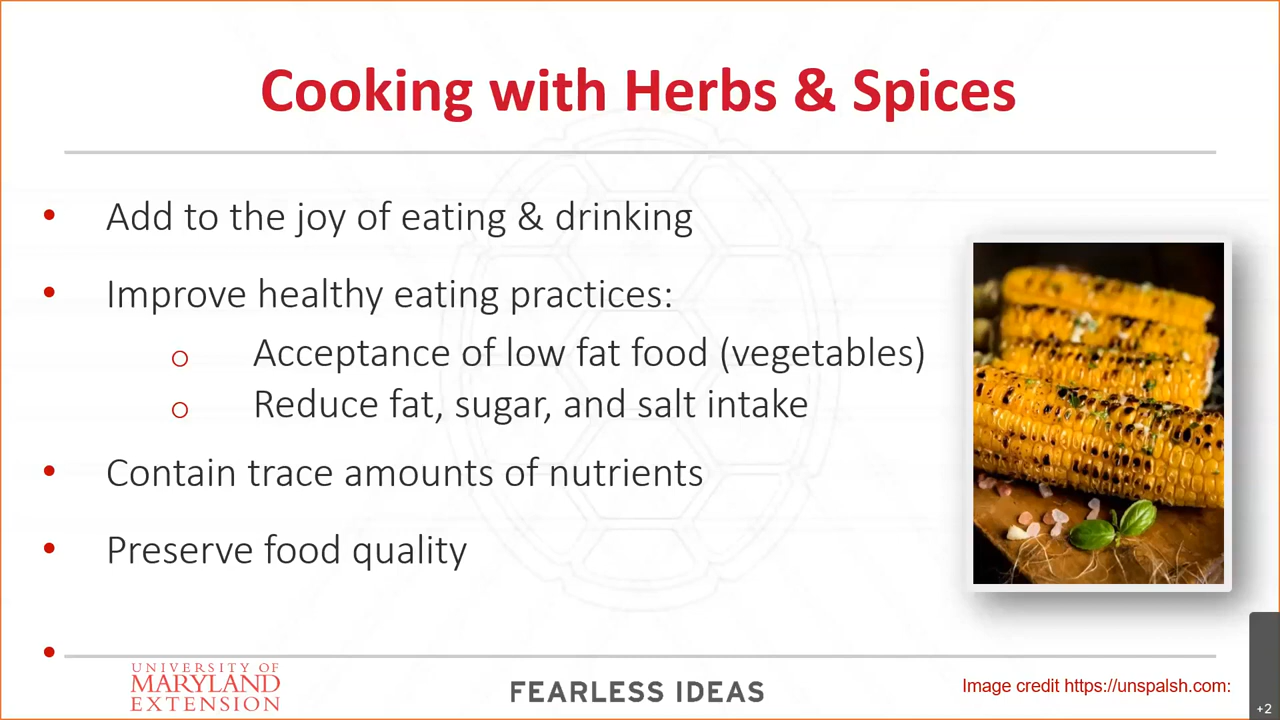 Cooking with Herbs & Spices
• Add to the joy of eating & drinking
• Improve healthy eating practices:
o Acceptance of low fat food (vegetables)
o Reduce fat, sugar, and salt intake
• Contain trace amounts of nutrients
• Preserve food quality
•
UNIVERSITY OF
MARYLAND
EXTENSION
FEARLESS IDEAS
Image credit https://unspalsh.com:
+2